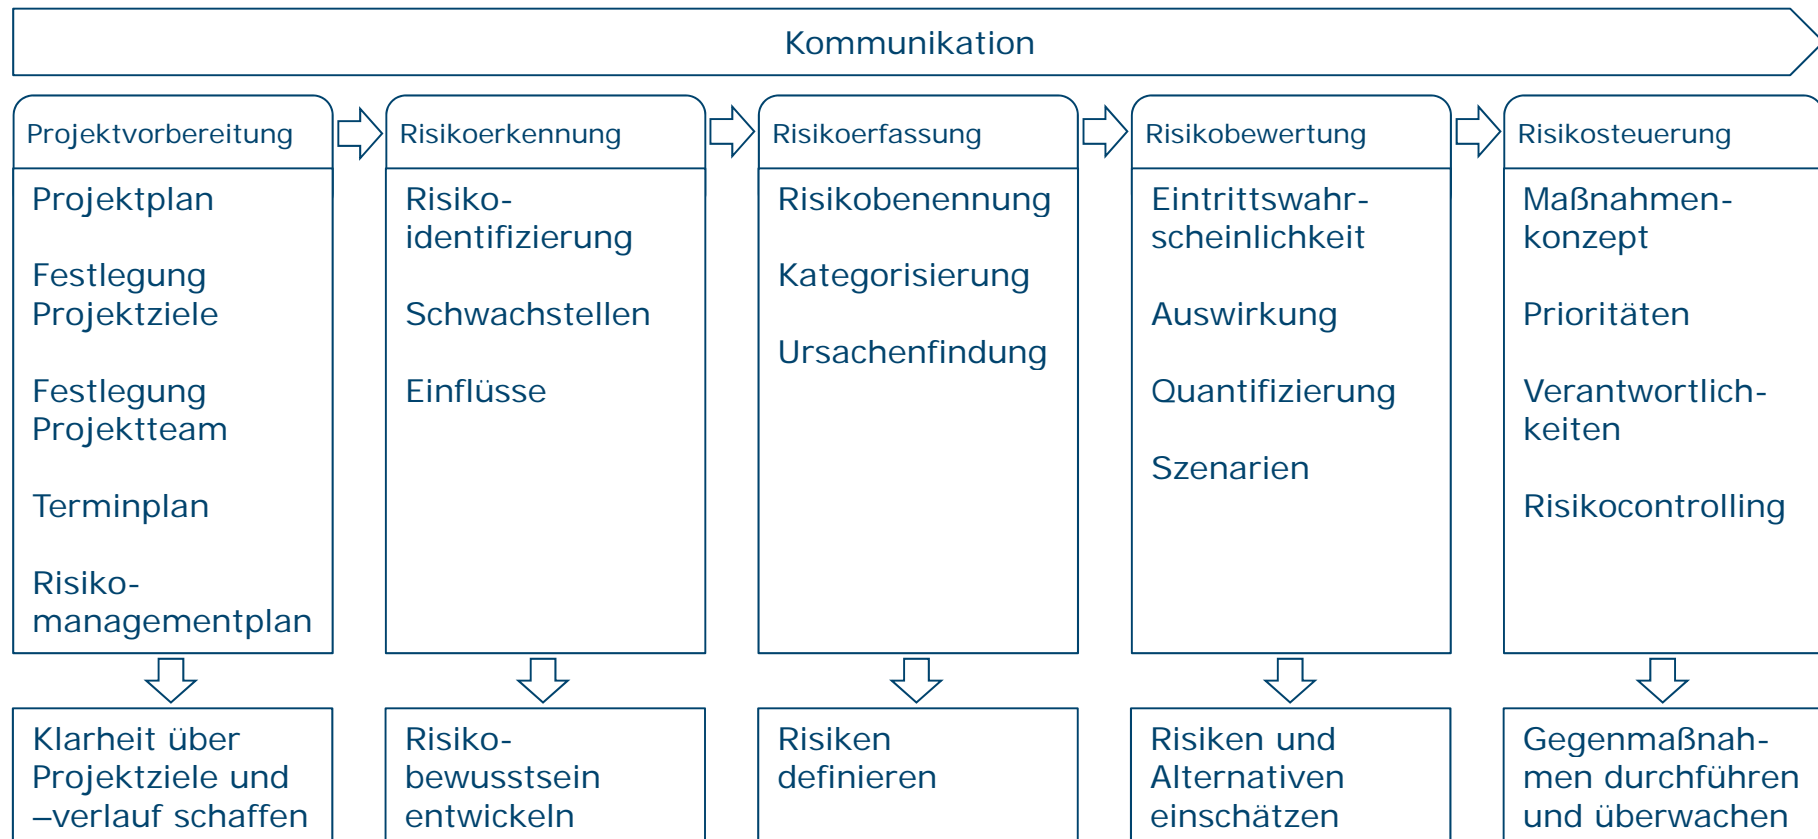 Kommunikation
Projektvorbereitung
Risikoerkennung
Risikoerfassung
Risikobewertung
Risikosteuerung
Projektplan
Festlegung
Projektziele
Festlegung
Projektteam
Terminplan
Risiko-
managementplan
Risiko-
identifizierung
Schwachstellen
Einflüsse
Risikobenennung
Kategorisierung
Ursachenfindung
Eintrittswahr-
scheinlichkeit
Auswirkung
Quantifizierung
Szenarien
Maßnahmen-
konzept
Prioritäten
Verantwortlich-
keiten
Risikocontrolling
Klarheit über
Projektziele und
–verlauf schaffen
Risiko-
bewusstsein
entwickeln
Risiken
definieren
Risiken und
Alternativen
einschätzen
Gegenmaßnah-
men durchführen
und überwachen